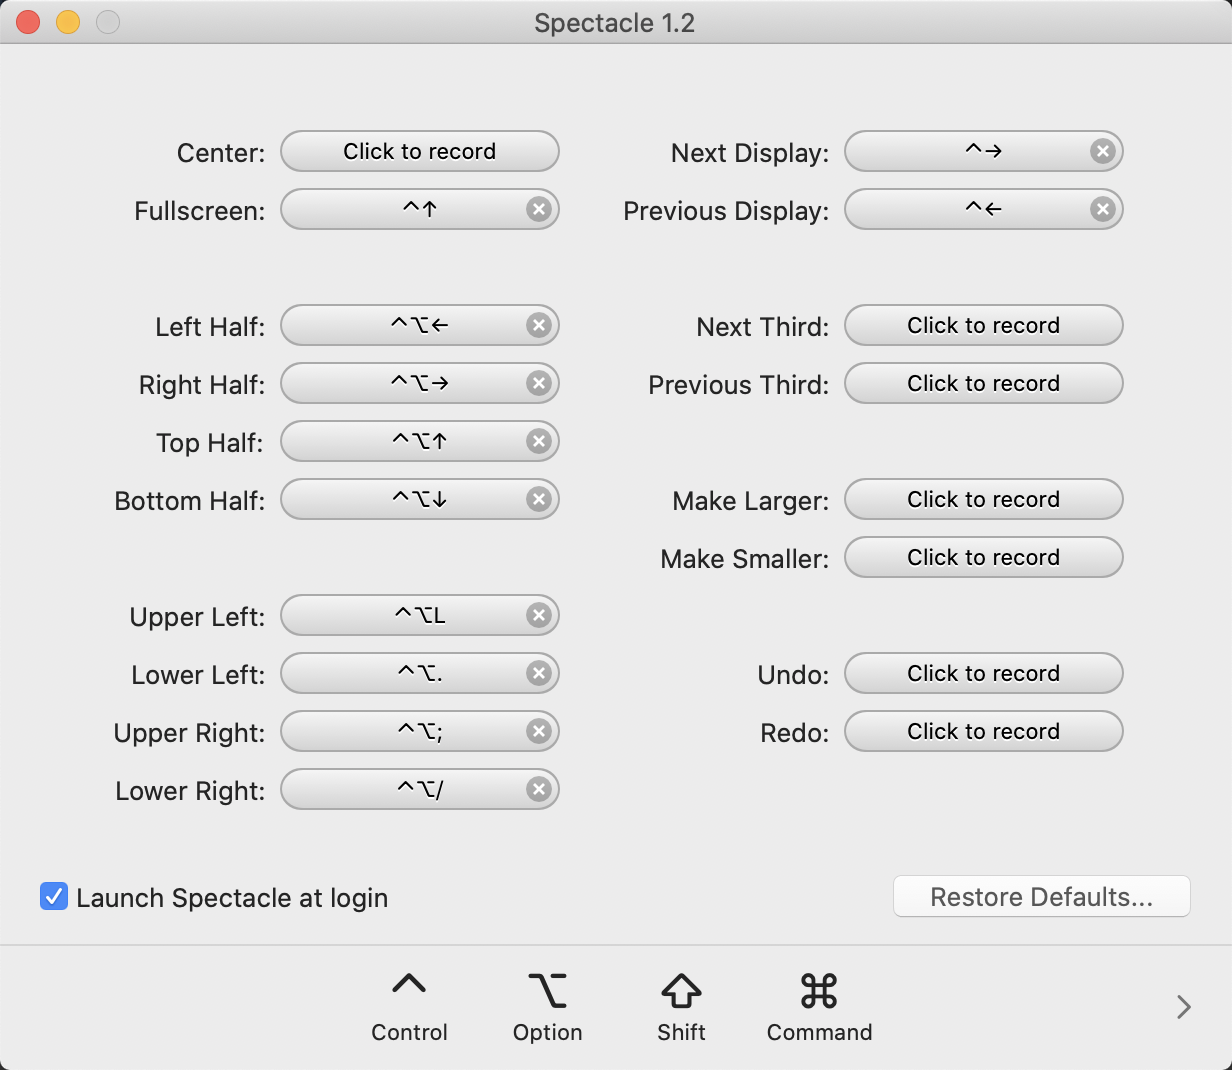 Spectacle 1.2
Center: Click to record
Fullscreen: ^↑
Left Half: ^⌥←
Right Half: ^⌥→
Top Half: ^⌥↑
Bottom Half: ^⌥↓
Upper Left: ^⌥L
Lower Left: ^⌥.
Upper Right: ^⌥;
Lower Right: ^⌥/
Next Display: ^→
Previous Display: ^←
Next Third: Click to record
Previous Third: Click to record
Make Larger: Click to record
Make Smaller: Click to record
Undo: Click to record
Redo: Click to record
Launch Spectacle at login
Restore Defaults...
^ ⌥ ⇧ ⌘
Control Option Shift Command